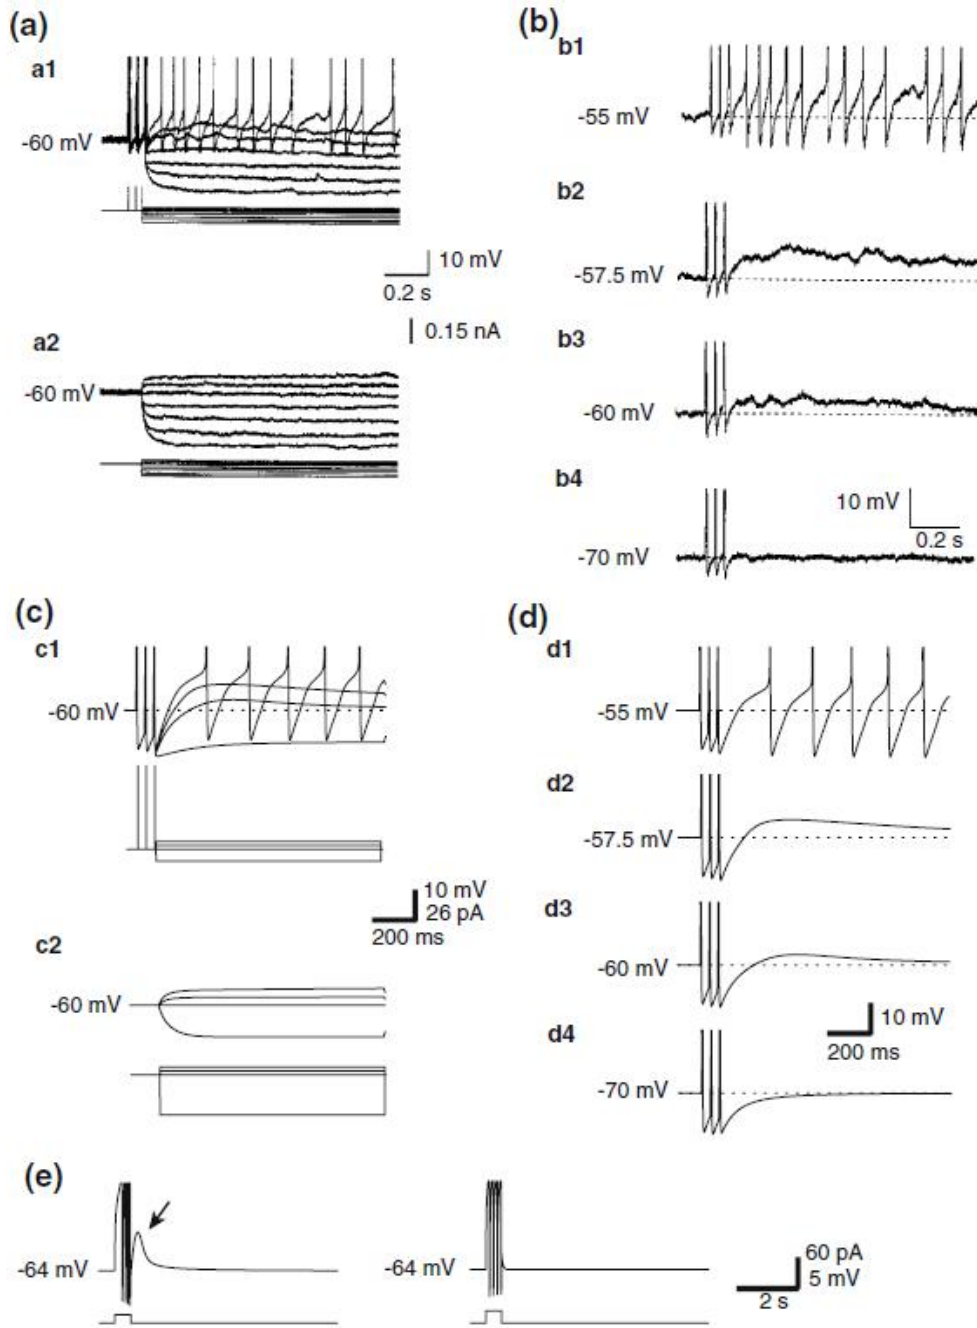 (a)
a1
-60 mV
10 mV
0.2 s
0.15 nA
a2
-60 mV
(b)
b1
-55 mV
b2
-57.5 mV
b3
-60 mV
b4
10 mV
0.2 s
-70 mV
(c)
c1
-60 mV
10 mV
26 pA
200 ms
c2
-60 mV
(d)
d1
-55 mV
d2
-57.5 mV
d3
-60 mV
10 mV
200 ms
d4
-70 mV
(e)
-64 mV
-64 mV
60 pA
5 mV
2 s